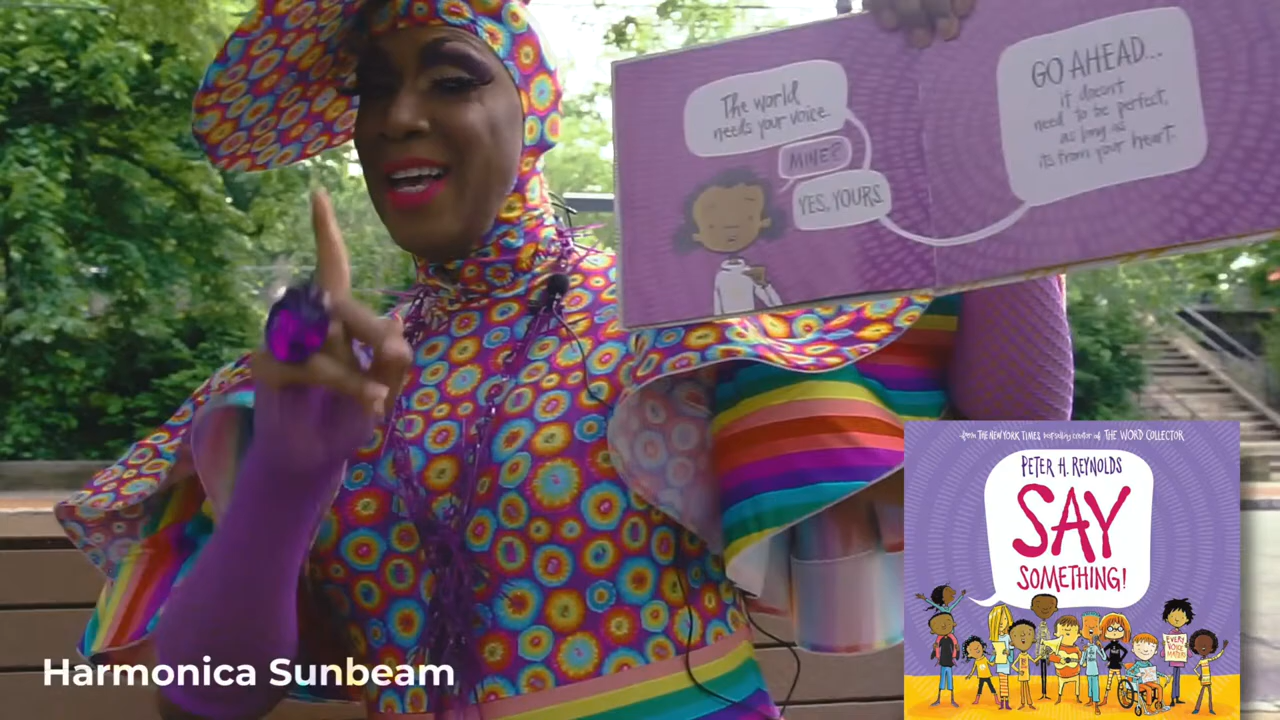 The world
needs your voice.
MINE?
YES, YOURS.
GO AHEAD...
it doesn't
need to be perfect,
as long as
its from your heart.
from THE NEW YORK TIMES bestselling creator of THE WORD COLLECTOR
PETER H. REYNOLDS
SAY
SOMETHING!
EVERY
VOICE
MATTERS
Harmonica Sunbeam